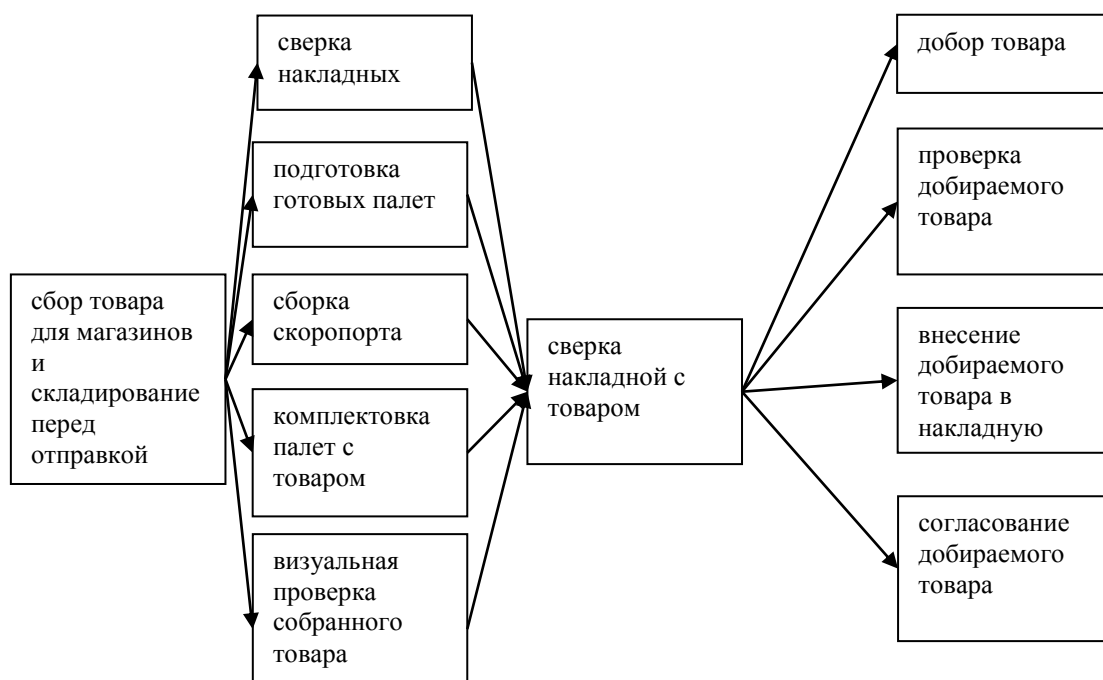 сбор товара
для магазинов
и
складирование
перед
отправкой
сверка
накладных
подготовка
готовых палет
сборка
скоропорта
комплектовка
палет с
товаром
визуальная
проверка
собранного
товара
сверка
накладной с
товаром
добор товара
проверка
добираемого
товара
внесение
добираемого
товара в
накладную
согласование
добираемого
товара